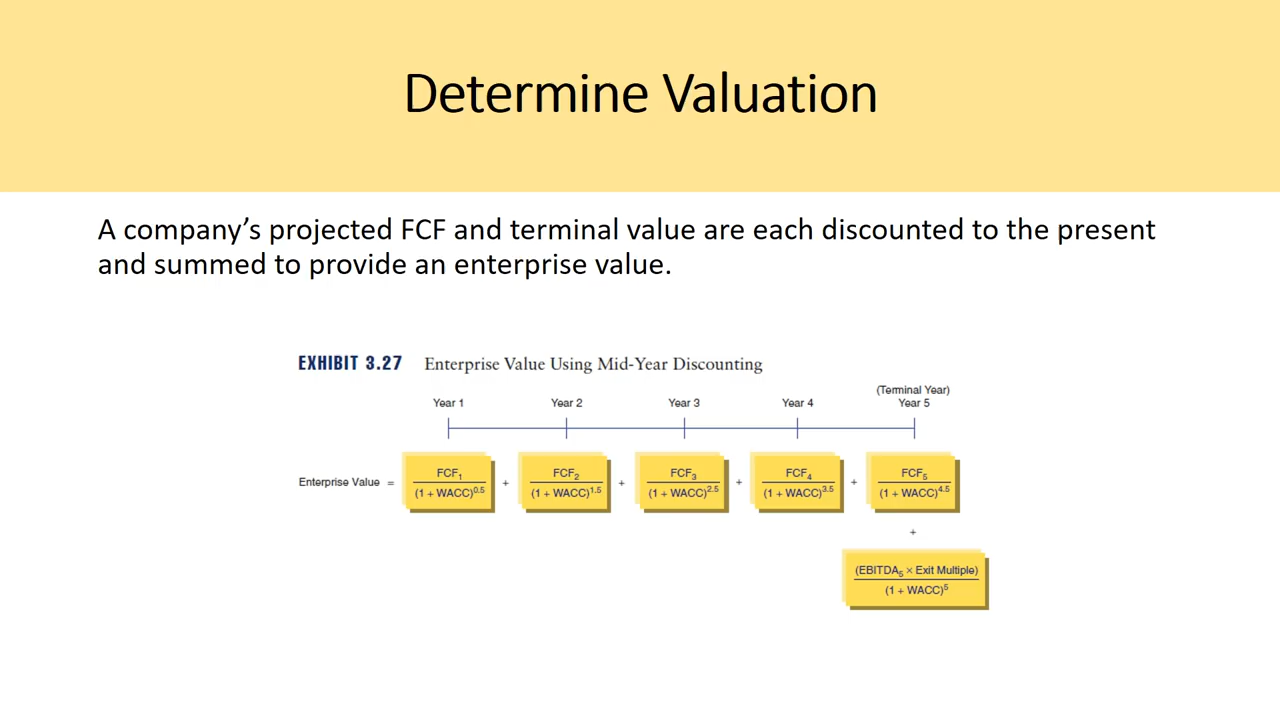 Determine Valuation
A company’s projected FCF and terminal value are each discounted to the present
and summed to provide an enterprise value.
EXHIBIT 3.27 Enterprise Value Using Mid-Year Discounting
(Terminal Year)
Year 1 Year 2 Year 3 Year 4 Year 5
FCF₁ FCF₂ FCF₃ FCF₄ FCF₅
Enterprise Value = + + + +
(1 + WACC)^0.5 (1 + WACC)^1.5 (1 + WACC)^2.5 (1 + WACC)^3.5 (1 + WACC)^4.5
+
(EBITDA₅ × Exit Multiple)
(1 + WACC)^5